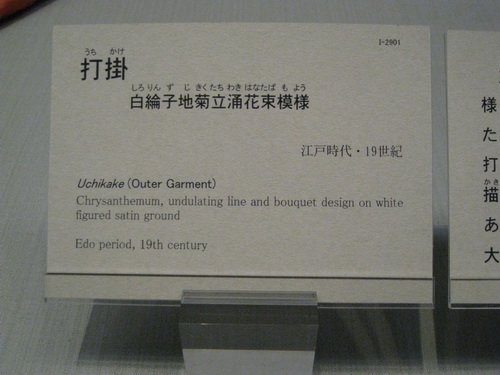 I-2901
うち かけ
打掛
しろ りん ず じ きく たち わき はな たば も よう
白綸子地菊立涌花束模様
江戸時代・19世紀
Uchikake (Outer Garment)
Chrysanthemum, undulating line and bouquet design on white
figured satin ground
Edo period, 19th century
様
た
打
かき
描
あ
大